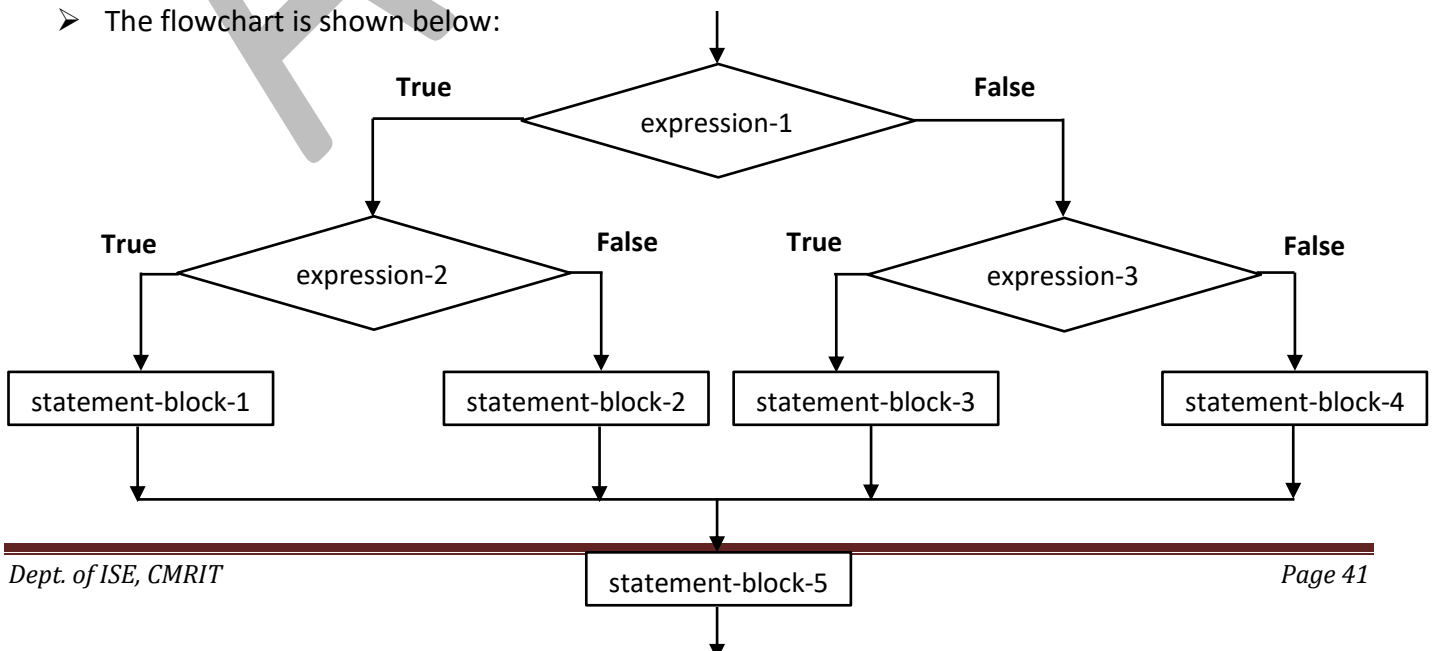 ➢ The flowchart is shown below:
True
False
expression-1
True
False
True
False
expression-2
expression-3
statement-block-1
statement-block-2
statement-block-3
statement-block-4
Dept. of ISE, CMRIT
statement-block-5
Page 41